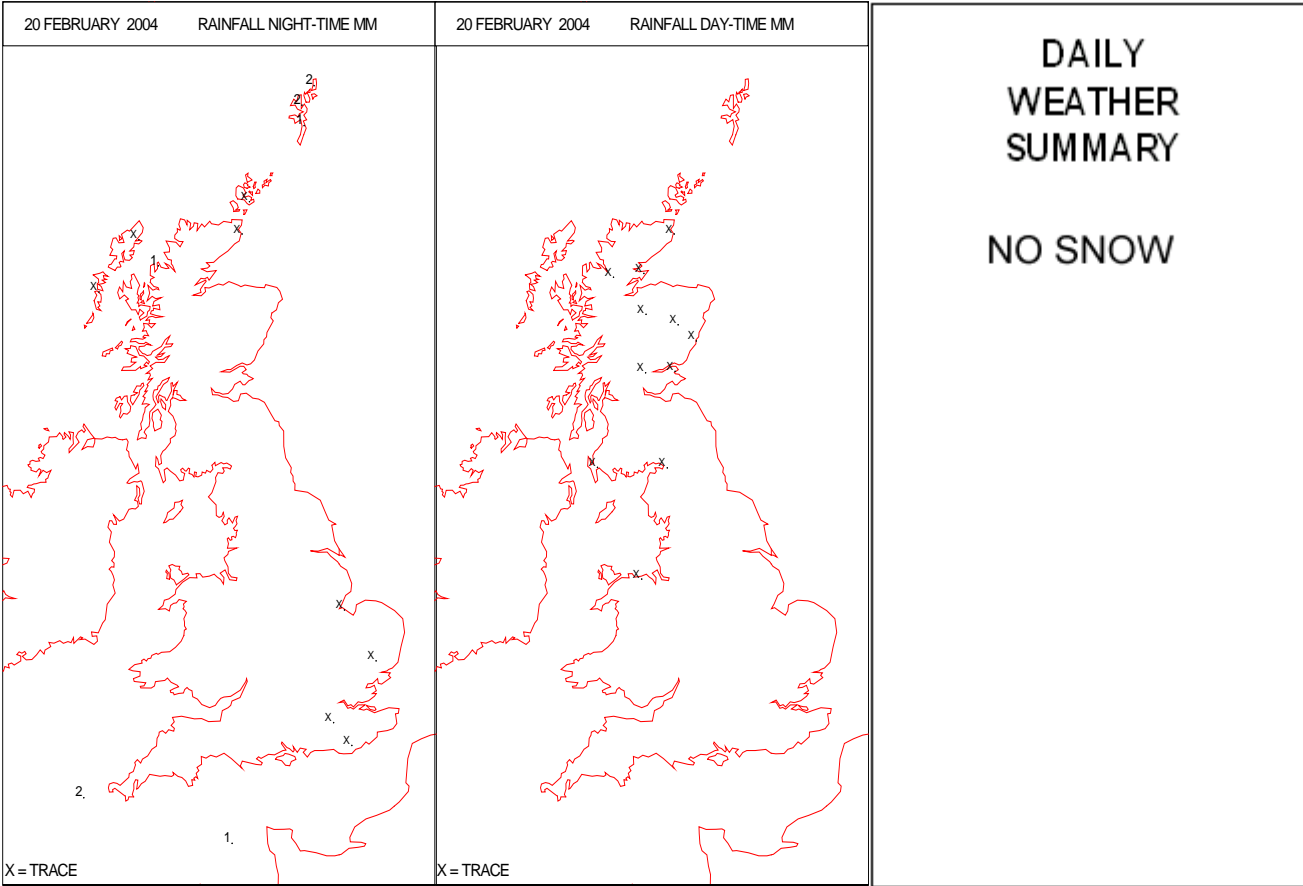 20 FEBRUARY 2004 RAINFALL NIGHT-TIME MM
2.
2.
1.
X.
X.
X.
1.
X.
X.
X.
X.
X.
2.
1.
X = TRACE
20 FEBRUARY 2004 RAINFALL DAY-TIME MM
X.
X.
X.
X.
X.
X.
X.
X.
X.
X.
X.
X = TRACE
DAILY
WEATHER
SUMMARY
NO SNOW